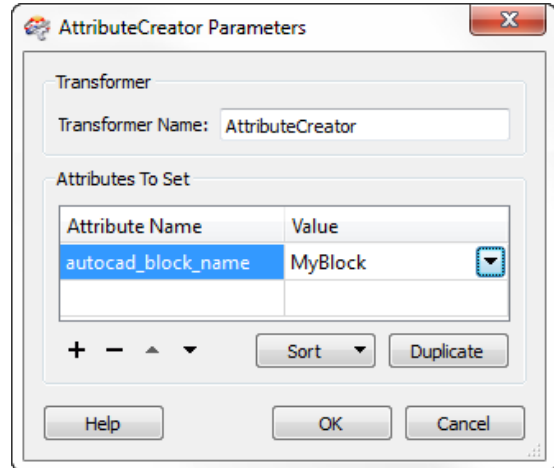 AttributeCreator Parameters
Transformer
Transformer Name: AttributeCreator
Attributes To Set
Attribute Name Value
autocad_block_name MyBlock
Sort Duplicate
Help OK Cancel